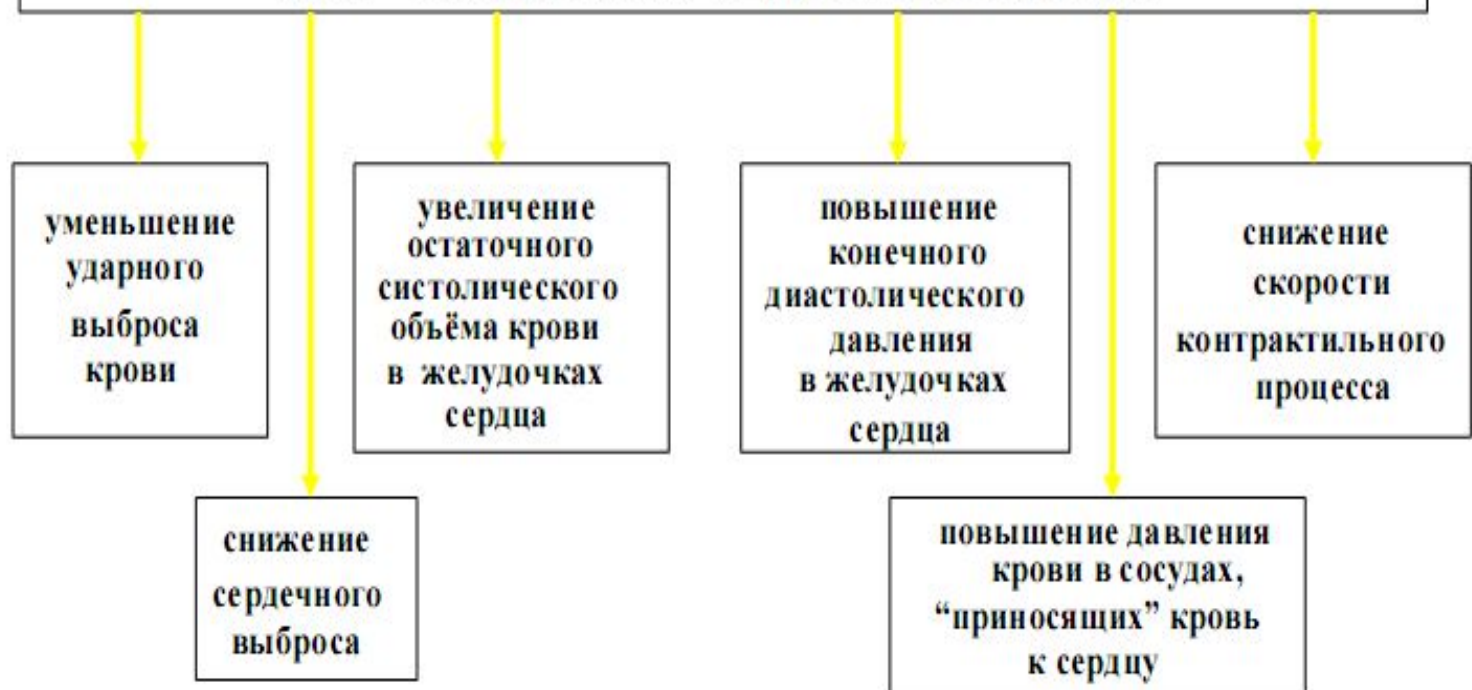 уменьшение
ударного
выброса
крови
увеличение
остаточного
систолического
объёма крови
в желудочках
сердца
повышение
конечного
диастолического
давления
в желудочках
сердца
снижение
скорости
контрактильного
процесса
снижение
сердечного
выброса
повышение давления
крови в сосудах,
“приносящих” кровь
к сердцу